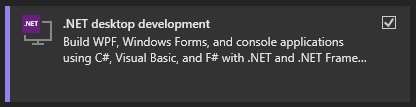 .NET
.NET desktop development
Build WPF, Windows Forms, and console applications
using C#, Visual Basic, and F# with .NET and .NET Frame...